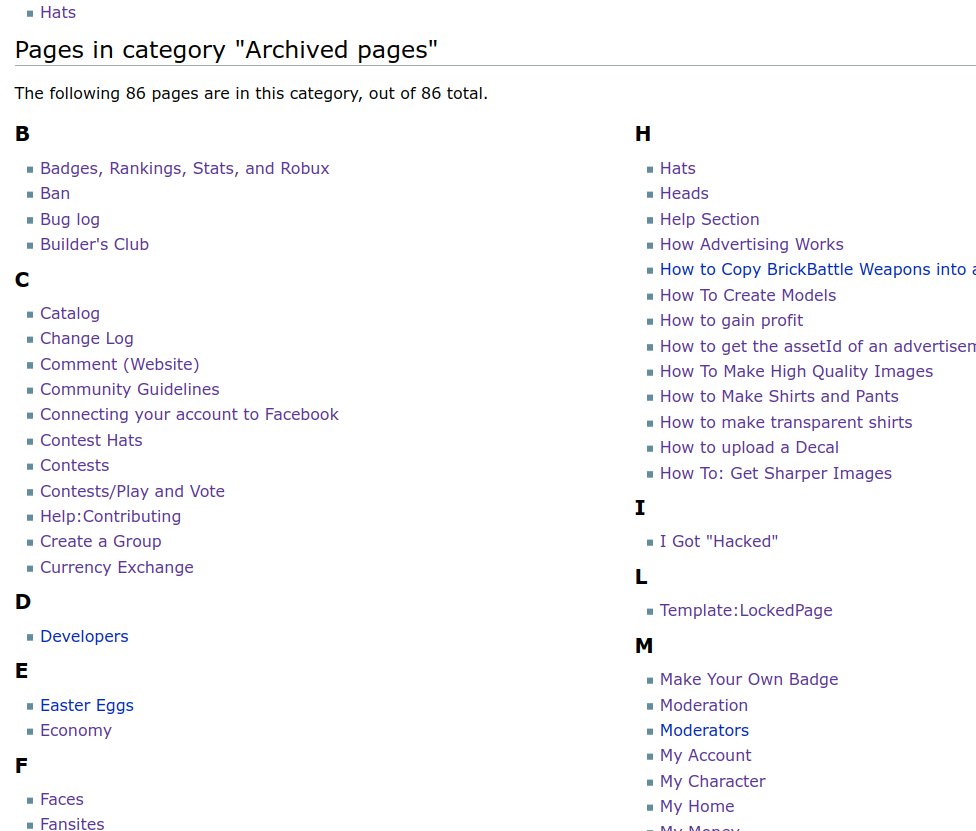 Hats
Pages in category "Archived pages"
The following 86 pages are in this category, out of 86 total.
B
Badges, Rankings, Stats, and Robux
Ban
Bug log
Builder's Club
C
Catalog
Change Log
Comment (Website)
Community Guidelines
Connecting your account to Facebook
Contest Hats
Contests
Contests/Play and Vote
Help:Contributing
Create a Group
Currency Exchange
D
Developers
E
Easter Eggs
Economy
F
Faces
Fansites
H
Hats
Heads
Help Section
How Advertising Works
How to Copy BrickBattle Weapons into
How To Create Models
How to gain profit
How to get the assetId of an
How To Make High Quality Images
How to Make Shirts and Pants
How to make transparent shirts
How to upload a Decal
How To: Get Sharper Images
I
I Got "Hacked"
L
Template:LockedPage
M
Make Your Own Badge
Moderation
Moderators
My Account
My Character
My Home
My Money